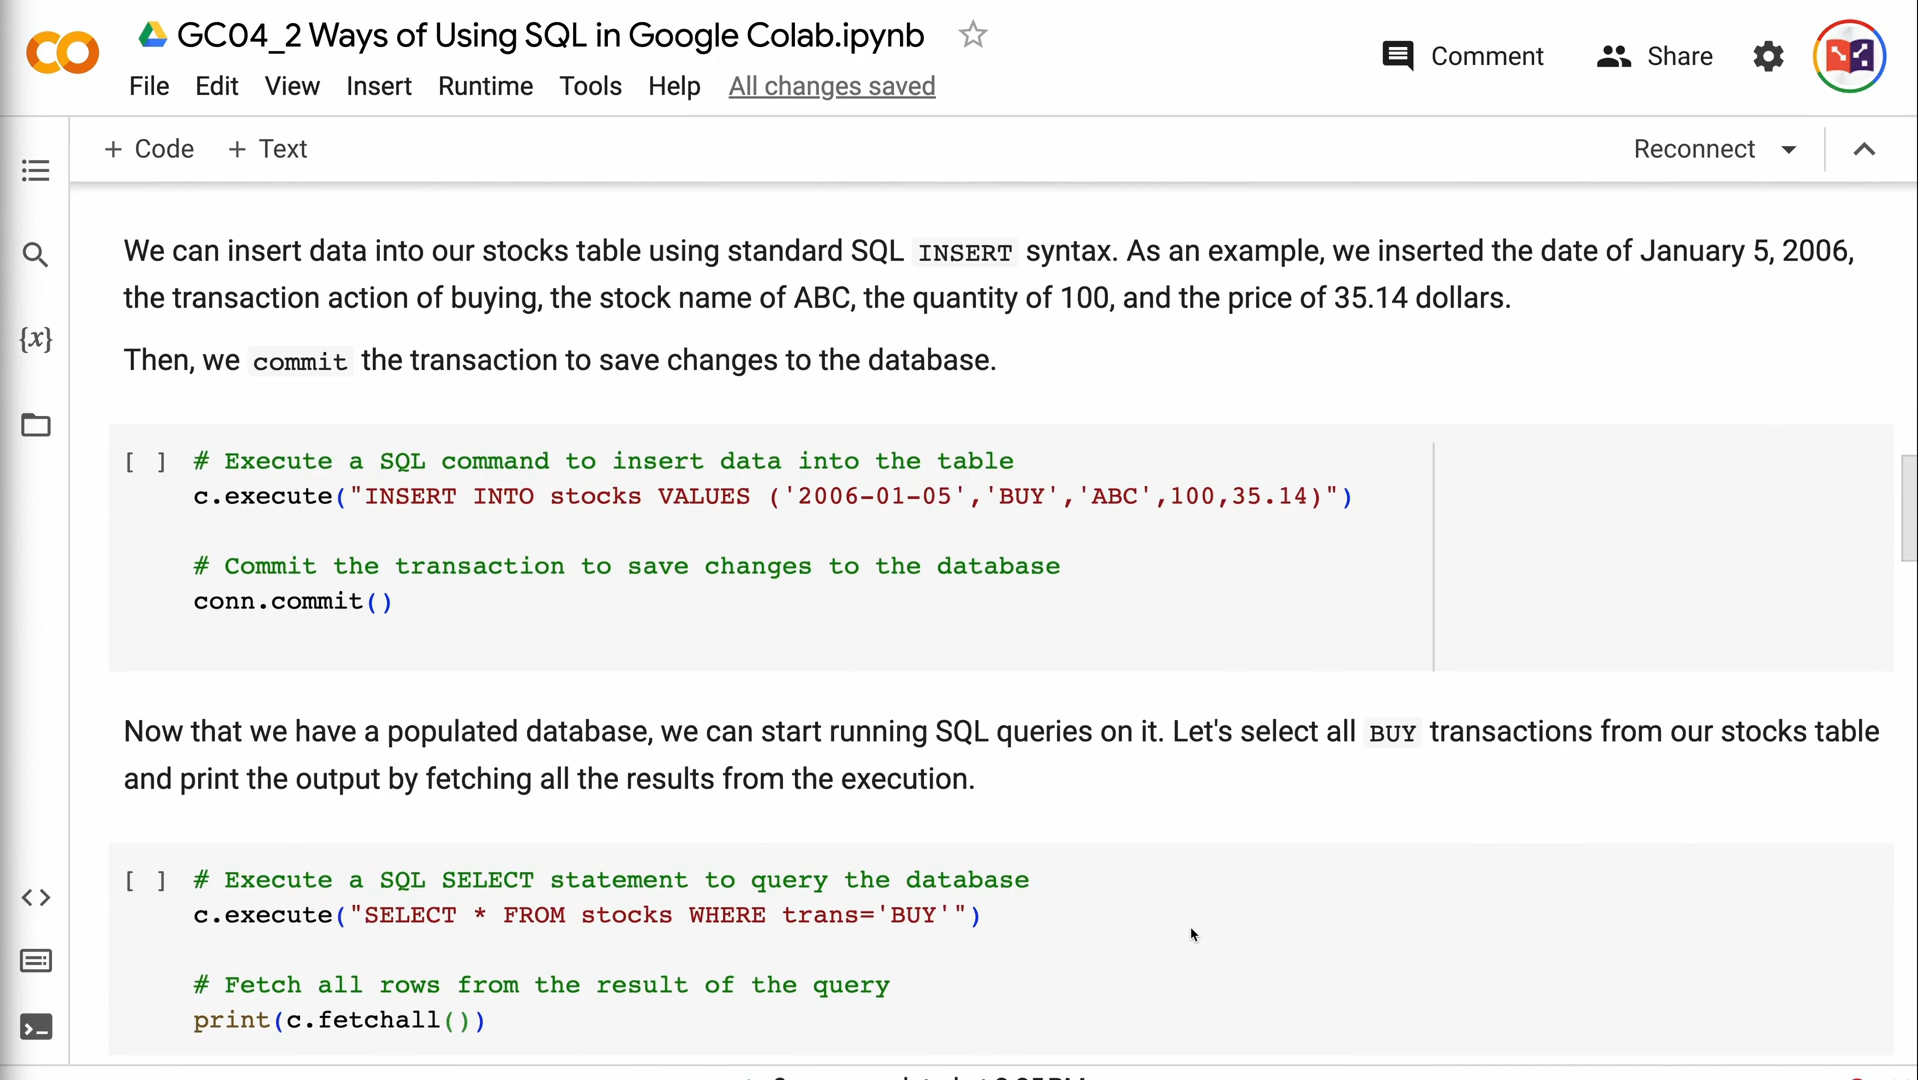 GC04_2 Ways of Using SQL in Google Colab.ipynb
File Edit View Insert Runtime Tools Help All changes saved
Comment Share
+ Code + Text
Reconnect
We can insert data into our stocks table using standard SQL INSERT syntax. As an example, we inserted the date of January 5, 2006,
the transaction action of buying, the stock name of ABC, the quantity of 100, and the price of 35.14 dollars.
Then, we commit the transaction to save changes to the database.
[ ] # Execute a SQL command to insert data into the table
c.execute("INSERT INTO stocks VALUES ('2006-01-05','BUY','ABC',100,35.14)")
# Commit the transaction to save changes to the database
conn.commit()
Now that we have a populated database, we can start running SQL queries on it. Let's select all BUY transactions from our stocks table
and print the output by fetching all the results from the execution.
[ ] # Execute a SQL SELECT statement to query the database
c.execute("SELECT * FROM stocks WHERE trans='BUY'")
# Fetch all rows from the result of the query
print(c.fetchall())